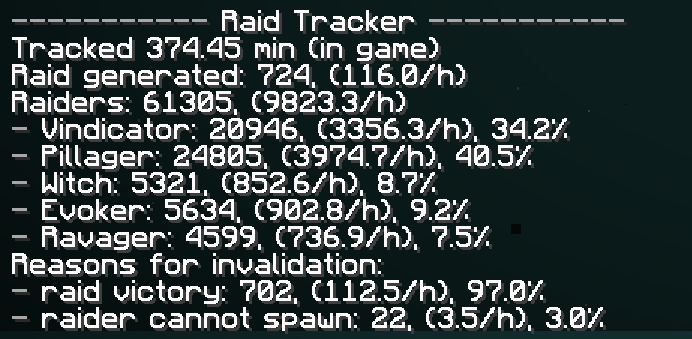 ----------- Raid Tracker -----------
Tracked 374.45 min (in game)
Raid generated: 724, (116.0/h)
Raiders: 61305, (9823.3/h)
- Vindicator: 20946, (3356.3/h), 34.2%
- Pillager: 24805, (3974.7/h), 40.5%
- Witch: 5321, (852.6/h), 8.7%
- Evoker: 5634, (902.8/h), 9.2%
- Ravager: 4599, (736.9/h), 7.5%
Reasons for invalidation:
- raid victory: 702, (112.5/h), 97.0%
- raider cannot spawn: 22, (3.5/h), 3.0%